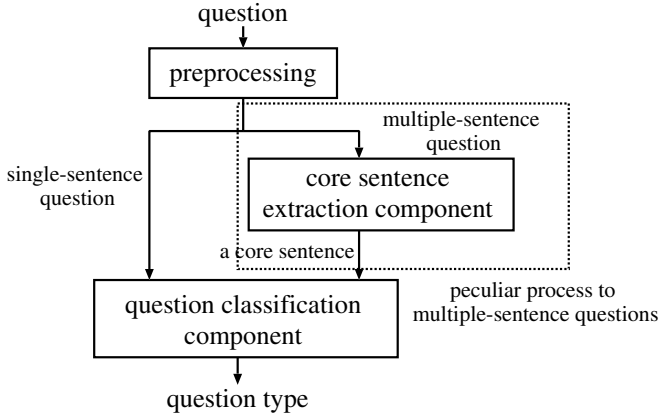 question
preprocessing
multiple-sentence
question
single-sentence
question
core sentence
extraction component
a core sentence
peculiar process to
multiple-sentence questions
question classification
component
question type